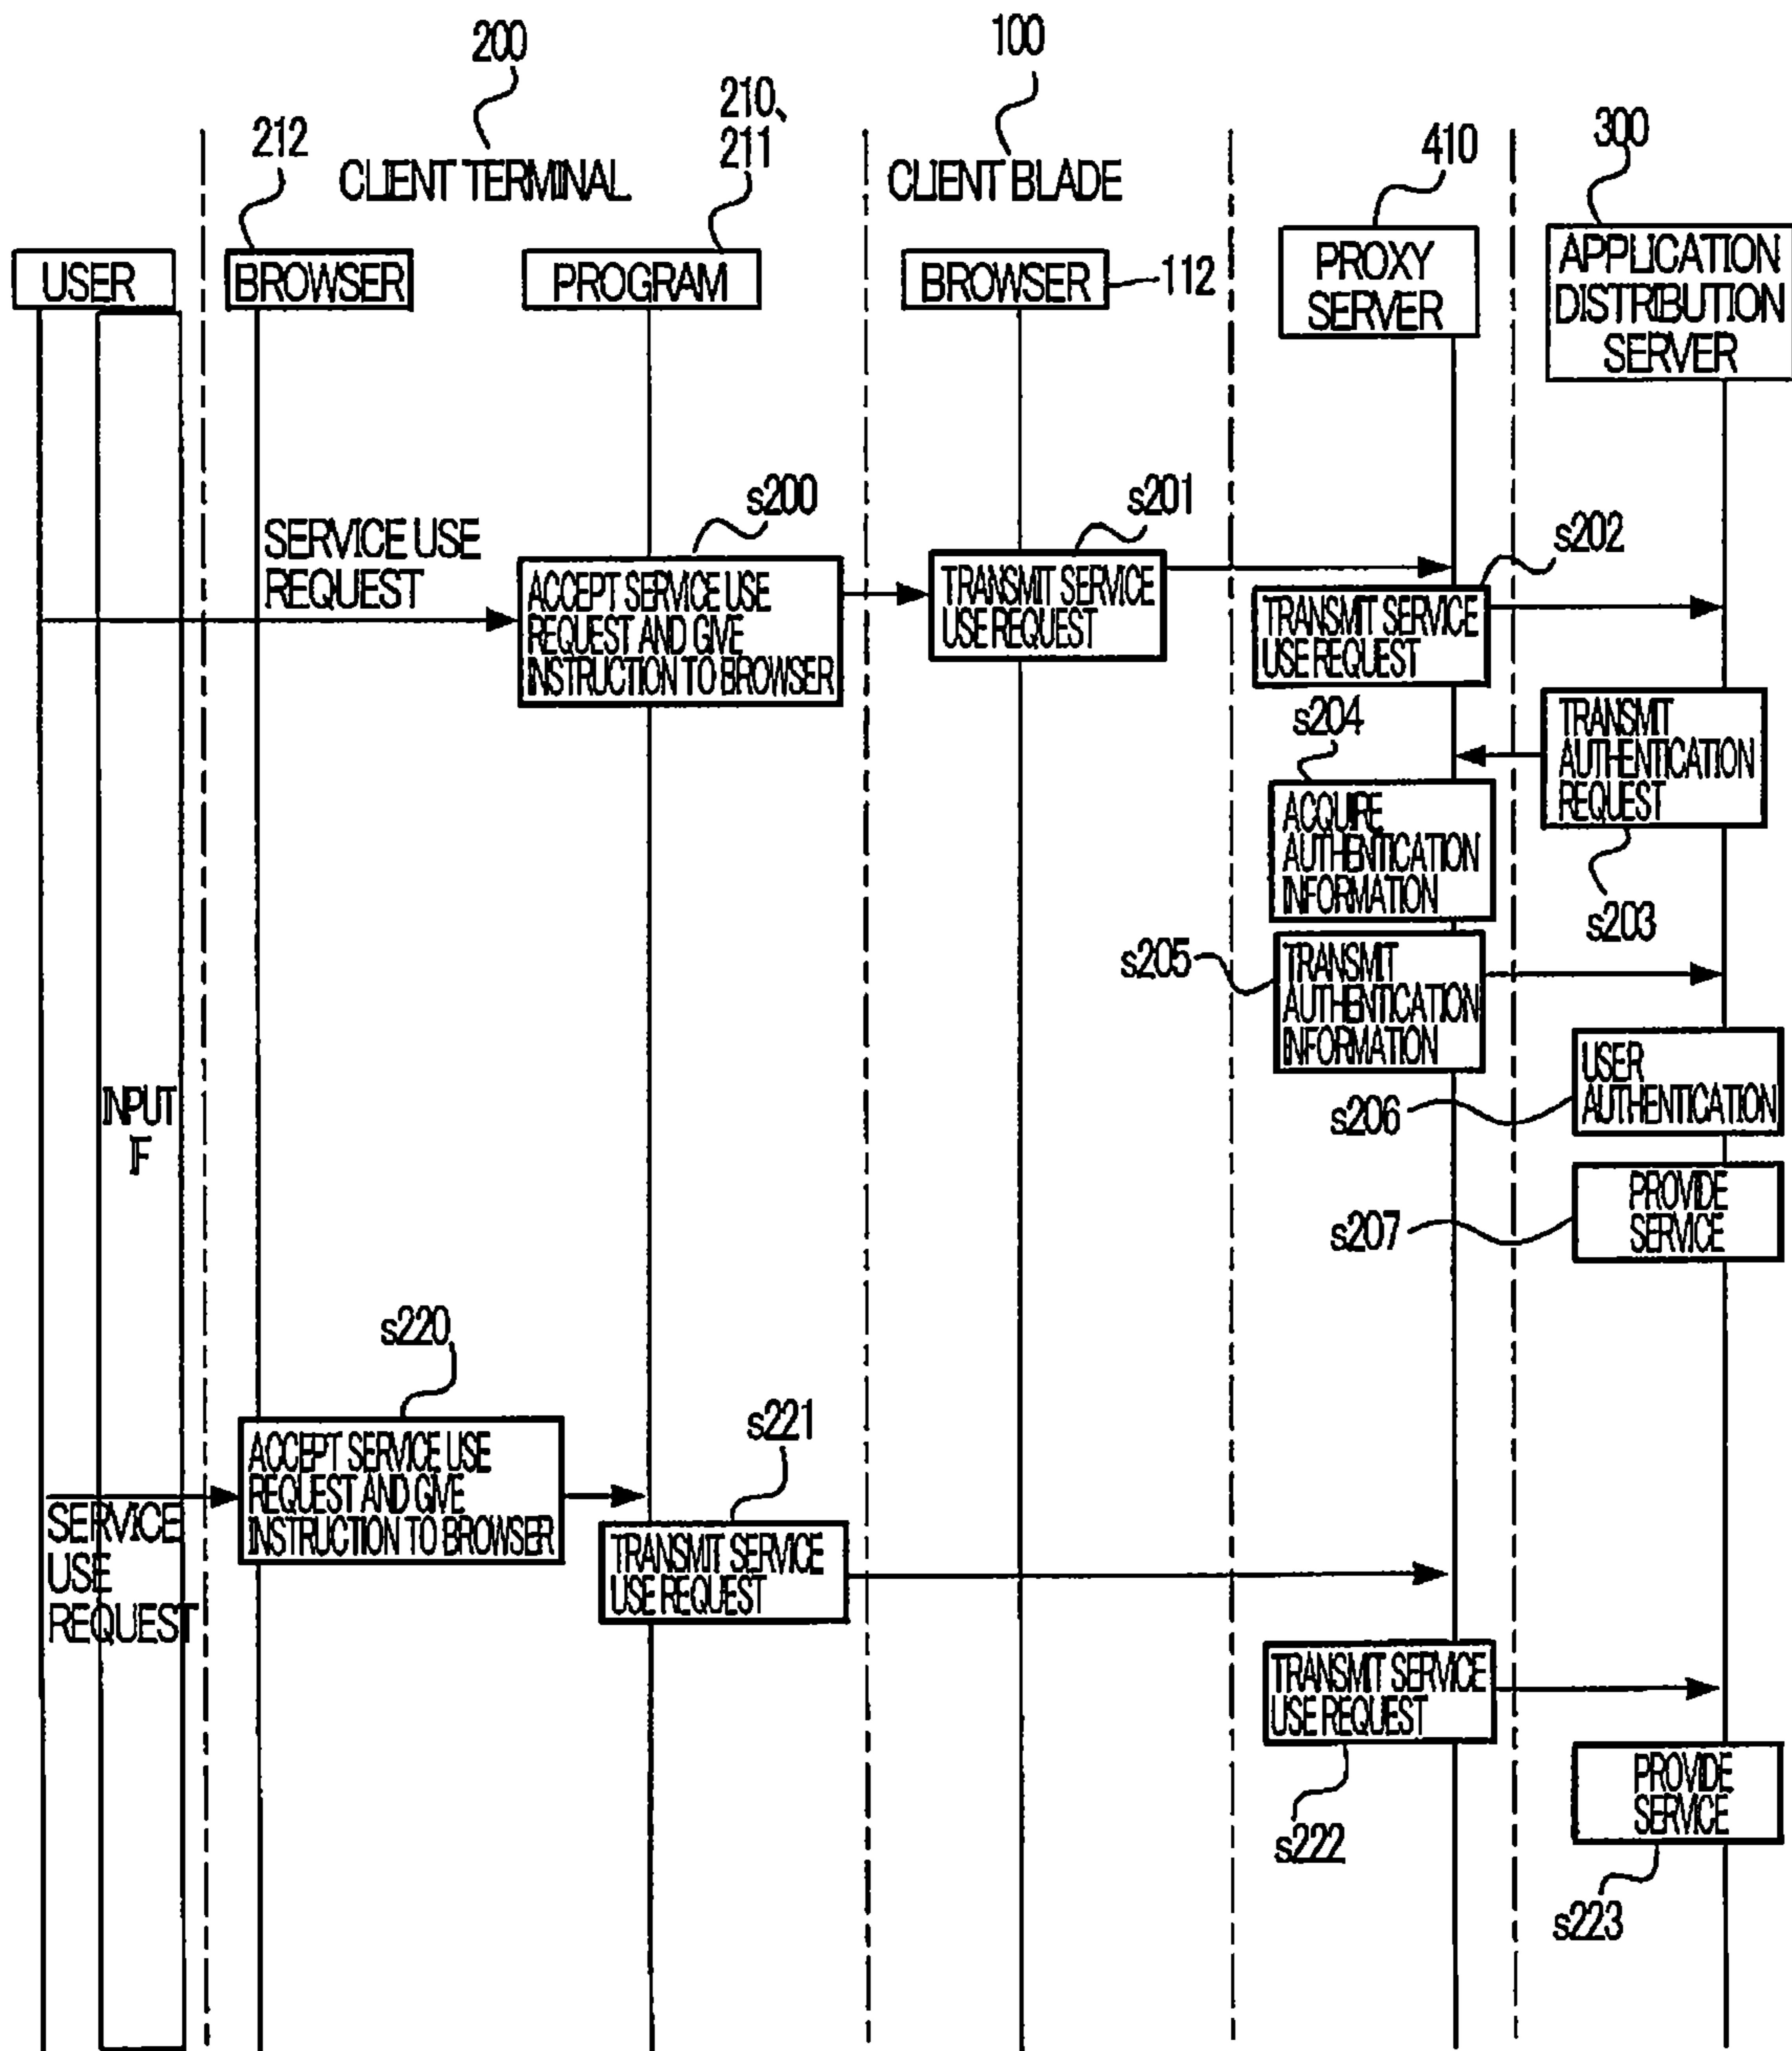 200
100
210、
211
212
CLIENT TERMINAL
CLIENT BLADE
410
300
USER
BROWSER
PROGRAM
BROWSER
112
PROXY
SERVER
APPLICATION
DISTRIBUTION
SERVER
s200
s201
s202
SERVICE USE
REQUEST
ACCEPT SERVICE USE
REQUEST AND GIVE
INSTRUCTION TO BROWSER
TRANSMIT SERVICE
USE REQUEST
TRANSMIT SERVICE
USE REQUEST
s204
TRANSMIT
AUTHENTICATION
REQUEST
ACQUIRE
AUTHENTICATION
INFORMATION
s203
s205
TRANSMIT
AUTHENTICATION
INFORMATION
INPUT
IF
USER
AUTHENTICATION
s206
PROVIDE
SERVICE
s207
s220
s221
ACCEPT SERVICE USE
REQUEST AND GIVE
INSTRUCTION TO BROWSER
SERVICE
USE
REQUEST
TRANSMIT SERVICE
USE REQUEST
TRANSMIT SERVICE
USE REQUEST
s222
PROVIDE
SERVICE
s223